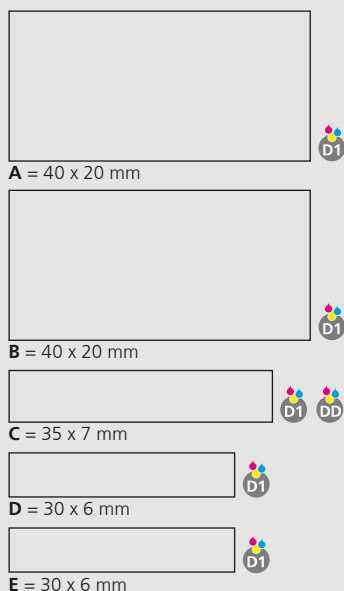 D1
A = 40 x 20 mm
D1
B = 40 x 20 mm
D1 DD
C = 35 x 7 mm
D1
D = 30 x 6 mm
D1
E = 30 x 6 mm